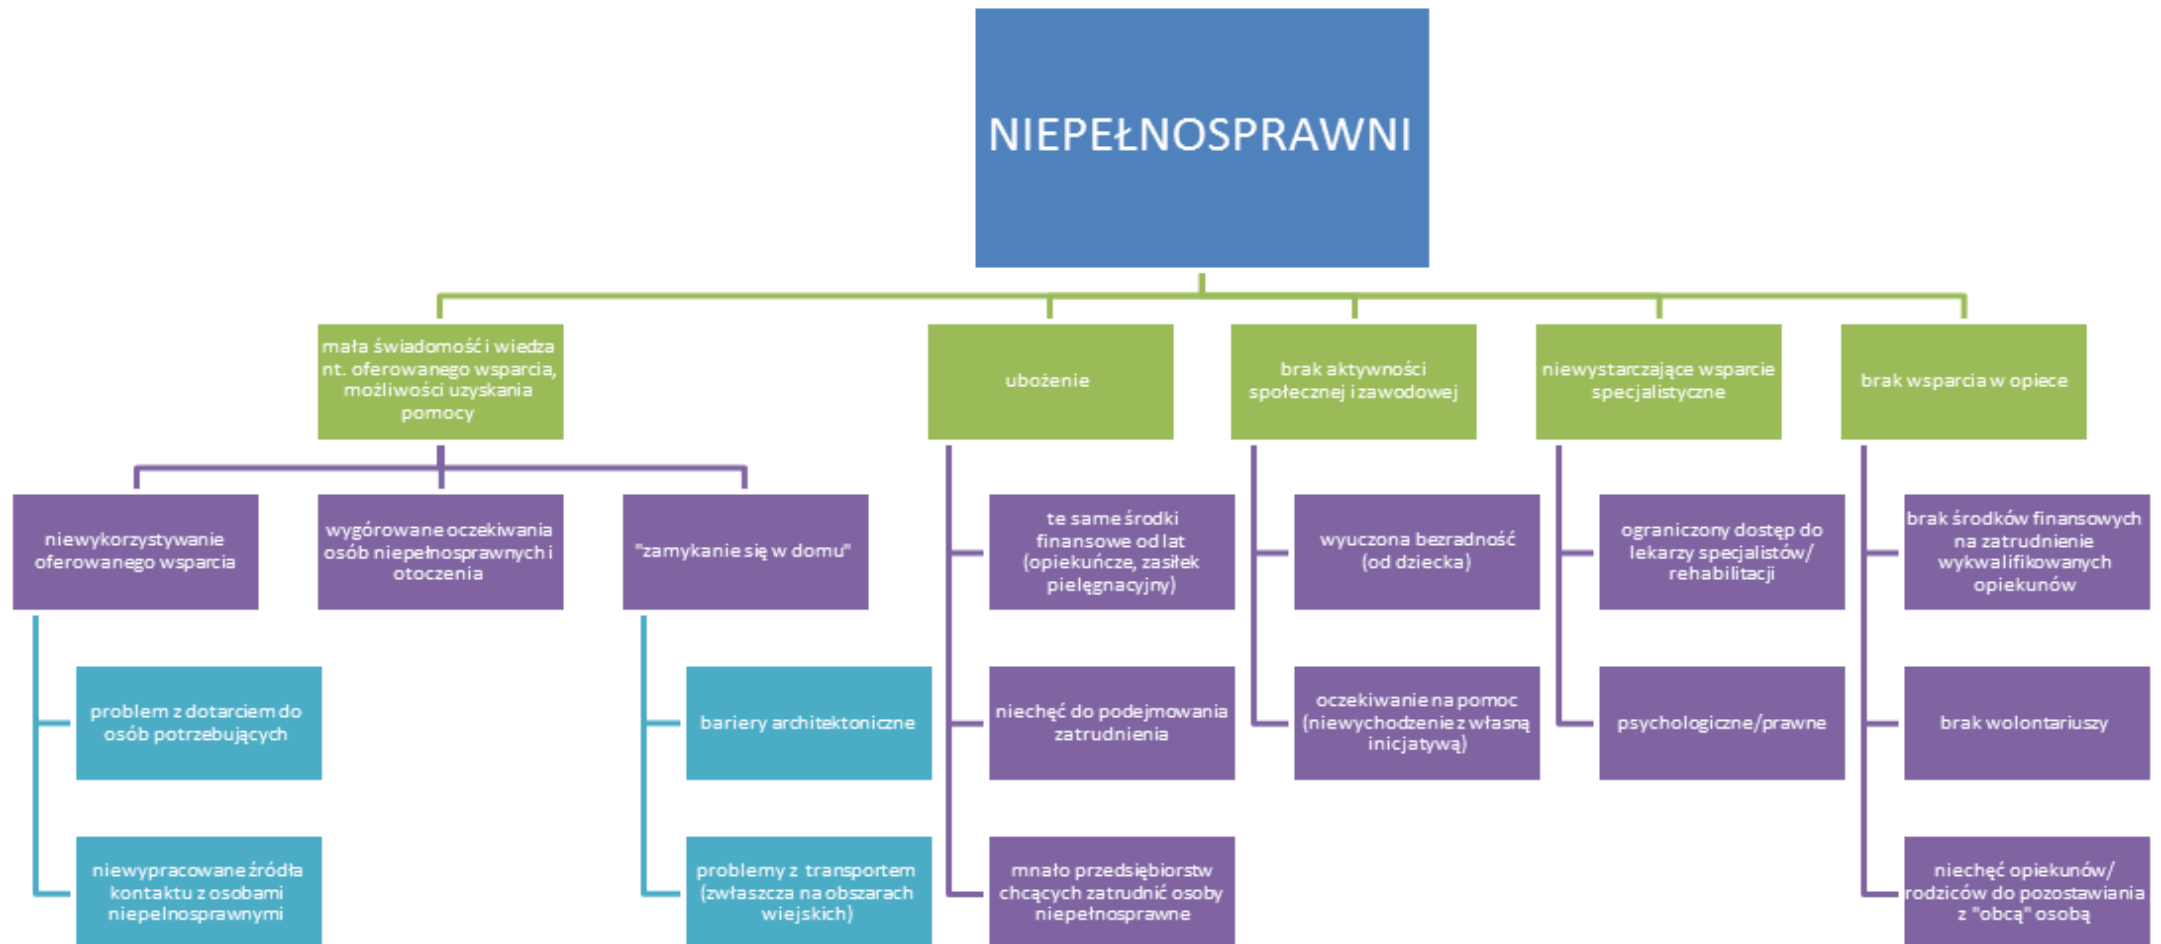 NIEPEŁNOSPRAWNI
mała świadomość i wiedza
nt. oferowanego wsparcia,
możliwości uzyskania
pomocy
ubożenie
brak aktywności
społecznej i zawodowej
niewystarczające wsparcie
specjalistyczne
brak wsparcia w opiece
niewykorzystywanie
oferowanego wsparcia
wygórowane oczekiwania
osób niepełnosprawnych i
otoczenia
"zamykanie się w domu"
te same środki
finansowe od lat
(opiekuńcze, zasiłek
pielęgnacyjny)
wyuczona bezradność
(od dziecka)
ograniczony dostęp do
lekarzy specjalistów/
rehabilitacji
brak środków finansowych
na zatrudnienie
wykwalifikowanych
opiekunów
problem z dotarciem do
osób potrzebujących
bariery architektoniczne
niechęć do podejmowania
zatrudnienia
oczekiwanie na pomoc
(niewychodzenie z własną
inicjatywą)
psychologiczne/prawne
brak wolontariuszy
niewypracowane źródła
kontaktu z osobami
niepelnosprawnymi
problemy z transportem
(zwłaszcza na obszarach
wiejskich)
mnało przedsiębiorstw
chcących zatrudnić osoby
niepełnosprawne
niechęć opiekunów/
rodziców do pozostawiania
z "obcą" osobą